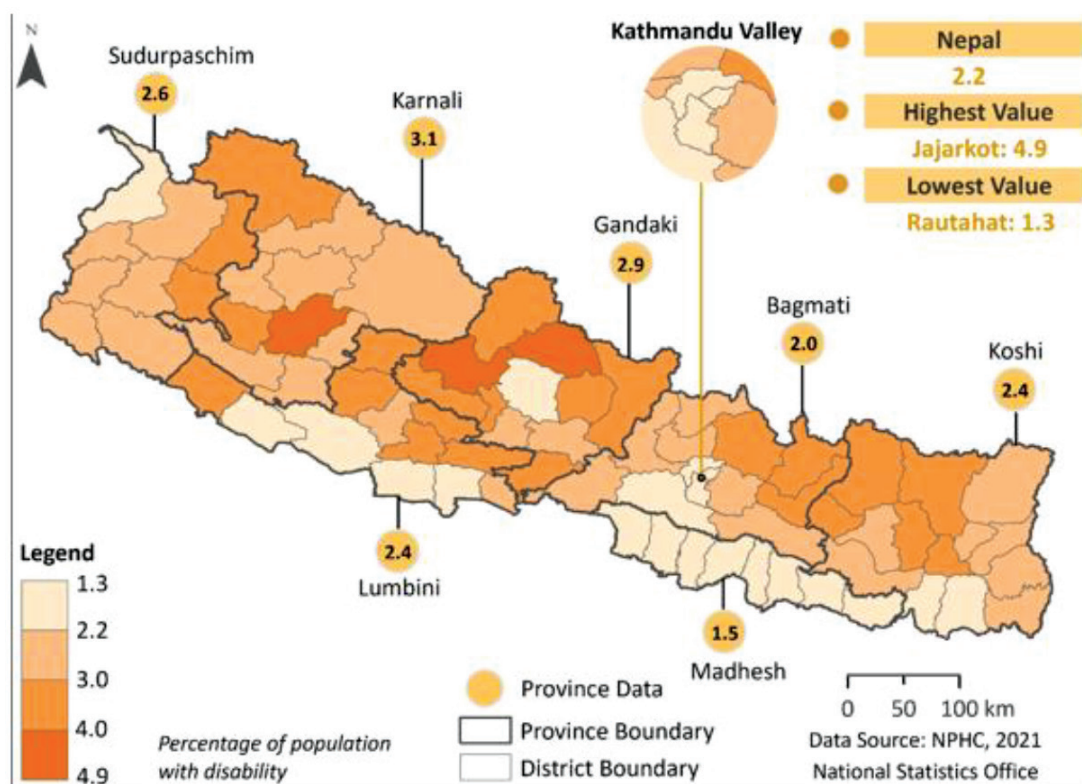 N
Sudurpaschim
2.6
Karnali
3.1
Kathmandu Valley
Gandaki
2.9
Bagmati
2.0
Koshi
2.4
Nepal
2.2
Highest Value
Jajarkot: 4.9
Lowest Value
Rautahat: 1.3
2.4
Lumbini
1.5
Madhesh
Legend
1.3
2.2
3.0
4.0
4.9
Percentage of population
with disability
Province Data
Province Boundary
District Boundary
0 50 100 km
Data Source: NPHC, 2021
National Statistics Office